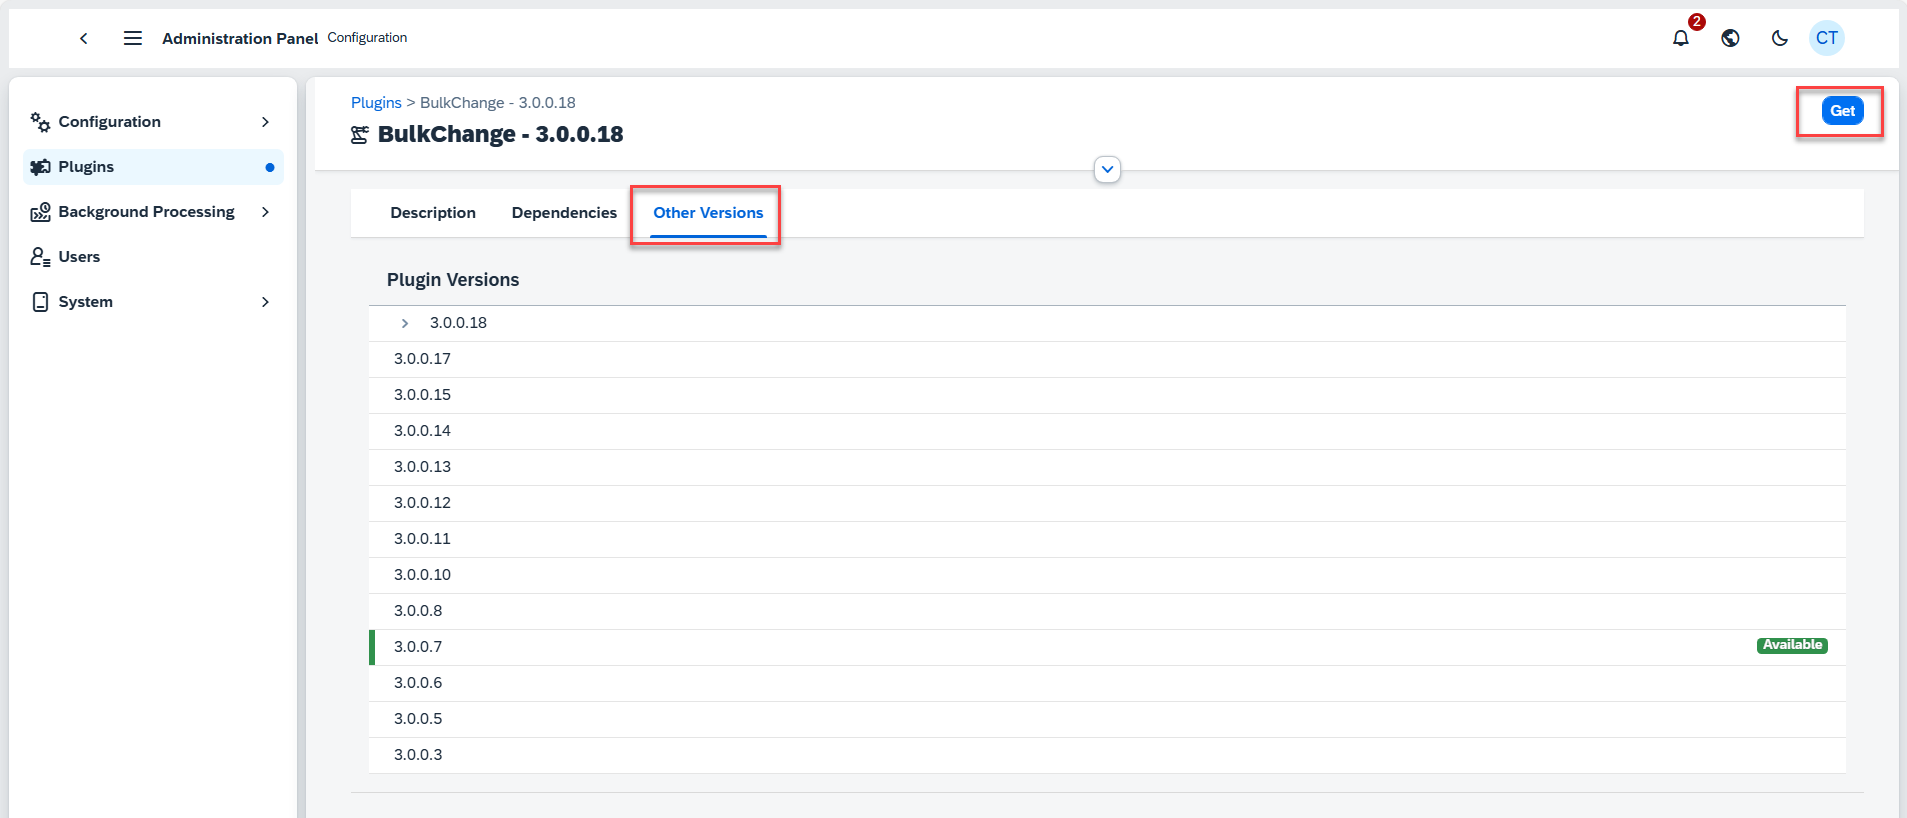 Administration Panel Configuration
2
CT
Configuration
Plugins
Background Processing
Users
System
Plugins > BulkChange - 3.0.0.18
BulkChange - 3.0.0.18
Get
Description Dependencies Other Versions
Plugin Versions
3.0.0.18
3.0.0.17
3.0.0.15
3.0.0.14
3.0.0.13
3.0.0.12
3.0.0.11
3.0.0.10
3.0.0.8
3.0.0.7 Available
3.0.0.6
3.0.0.5
3.0.0.3